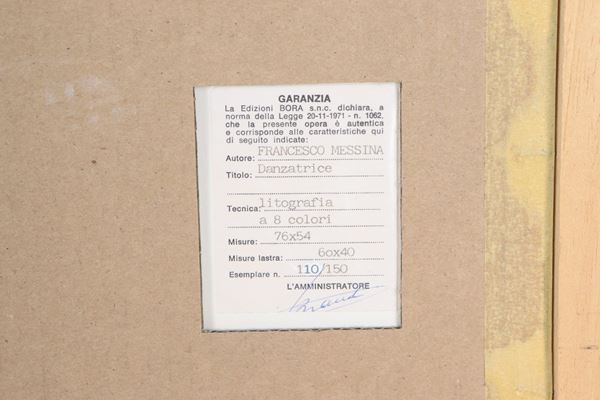 GARANZIA
La Edizioni BORA s.n.c. dichiara, a
norma della Legge 20-11-1971 - n. 1062,
che la presente opera è autentica
e corrisponde alle caratteristiche qui
di seguito indicate:
Autore: FRANCESCO MESSINA
Titolo: Danzatrice
Tecnica: litografia
a 8 colori
Misure: 76x54
Misure lastra: 60x40
Esemplare n. 110/150
L'AMMINISTRATORE